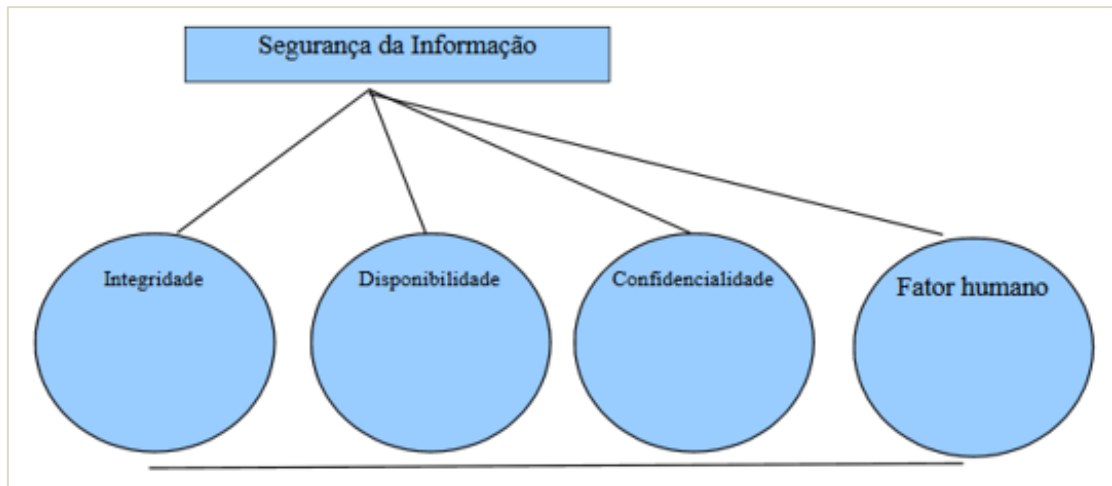 Segurança da Informação
Integridade
Disponibilidade
Confidencialidade
Fator humano